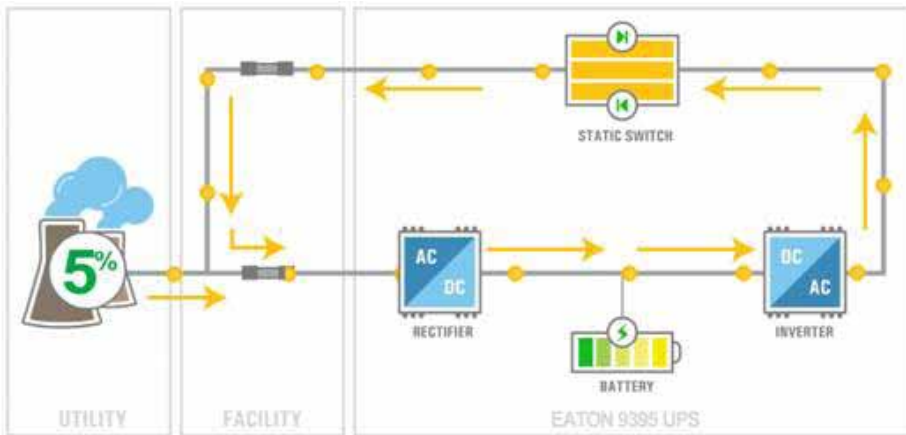 STATIC SWITCH
5%
AC
DC
RECTIFIER
DC
AC
INVERTER
BATTERY
UTILITY
FACILITY
EATON 9395 UPS